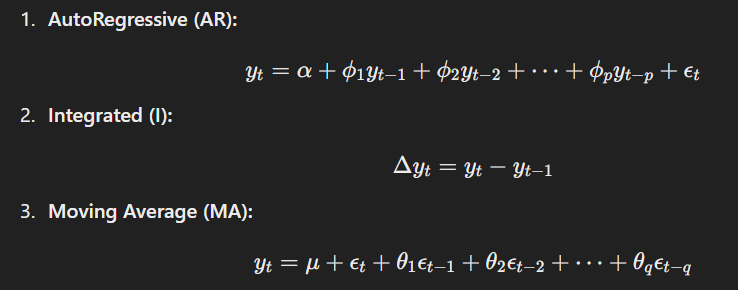 1. AutoRegressive (AR):
yₜ = α + ϕ₁yₜ₋₁ + ϕ₂yₜ₋₂ + ⋯ + ϕₚyₜ₋ₚ + ϵₜ
2. Integrated (I):
Δyₜ = yₜ − yₜ₋₁
3. Moving Average (MA):
yₜ = μ + ϵₜ + θ₁ϵₜ₋₁ + θ₂ϵₜ₋₂ + ⋯ + θ_qϵ_{t−q}